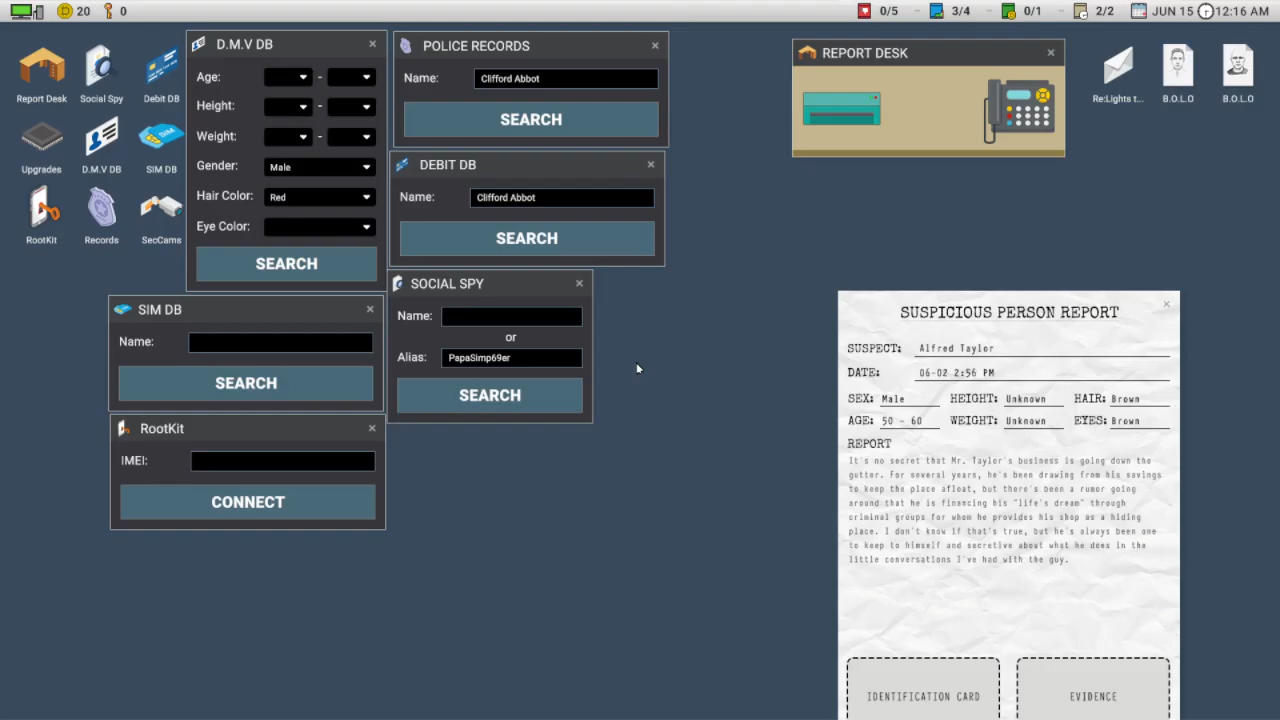 20
0
0/5
3/4
0/1
2/2
JUN 15
12:16 AM
Report Desk
Social Spy
Debit DB
Upgrades
D.M.V DB
SIM DB
RootKit
Records
SecCams
D.M.V DB
Age:
-
Height:
-
Weight:
-
Gender:
Male
Hair Color:
Red
Eye Color:
SEARCH
POLICE RECORDS
Name:
Clifford Abbot
SEARCH
DEBIT DB
Name:
Clifford Abbot
SEARCH
SOCIAL SPY
Name:
or
Alias:
PapaSimp69er
SEARCH
SIM DB
Name:
SEARCH
RootKit
IMEI:
CONNECT
REPORT DESK
Re:Lights t...
B.O.L.O
B.O.L.O
SUSPICIOUS PERSON REPORT
SUSPECT: Alfred Taylor
DATE: 06-02 2:56 PM
SEX: Male HEIGHT: Unknown HAIR: Brown
AGE: 50 - 60 WEIGHT: Unknown EYES: Brown
REPORT
It's no secret that Mr. Taylor's business is going down the
gutter. For several years, he's been drawing from his savings
to keep the place afloat, but there's been a rumor going
around that he is financing his "life's dream" through
criminal groups for whom he provides his shop as a hiding
place. I don't know if that's true, but he's always been one
to keep to himself and secretive about what he does in the
little conversations I've had with the guy.
IDENTIFICATION CARD
EVIDENCE